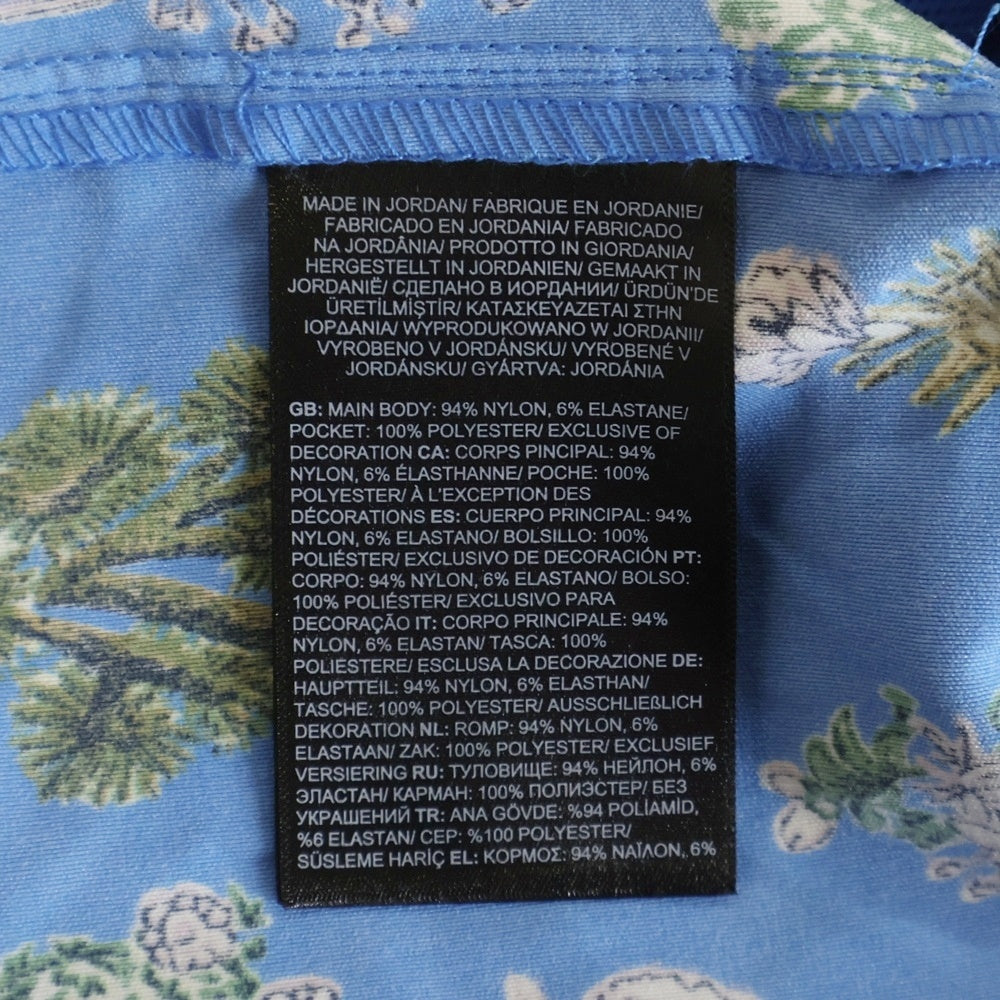 MADE IN JORDAN/ FABRIQUE EN JORDANIE/
FABRICADO EN JORDANIA/ FABRICADO
NA JORDÂNIA/ PRODOTTO IN GIORDANIA/
HERGESTELLT IN JORDANIEN/ GEMAAKT IN
JORDANIË/ СДЕЛАНО В ИОРДАНИИ/ ÜRDÜN'DE
ÜRETİLMİŞTİR/ ΚΑΤΑΣΚΕΥΑΖΕΤΑΙ ΣΤΗΝ
ΙΟΡΔΑΝΙΑ/ WYPRODUKOWANO W JORDANII/
VYROBENO V JORDÁNSKU/ VYROBENÉ V
JORDÁNSKU/ GYÁRTVA: JORDÁNIA
GB: MAIN BODY: 94% NYLON, 6% ELASTANE/
POCKET: 100% POLYESTER/ EXCLUSIVE OF
DECORATION CA: CORPS PINCIPAL: 94%
NYLON, 6% ÉLASTHANNE/ POCHE: 100%
POLYESTER/ À L'EXCEPTION DES
DÉCORATIONS ES: CUERPO PRINCIPAL: 94%
NYLON, 6% ELASTANO/ BOLSILLO: 100%
POLIÉSTER/ EXCLUSIVO DE DECORACIÓN PT:
CORPO: 94% NYLON, 6% ELASTANO/ BOLSO:
100% POLIÉSTER/ EXCLUSIVO PARA
DECORAÇÃO IT: CORPO PRINCIPALE: 94%
NYLON, 6% ELASTAN/ TASCA: 100%
POLIESTERE/ ESCLUSA LA DECORAZIONE DE:
HAUPTTEIL: 94% NYLON, 6% ELASTHAN/
TASCHE: 100% POLYESTER/ AUSSCHLIEßLICH
DEKORATION NL: ROMP: 94% NYLON, 6%
ELASTAAN/ ZAK: 100% POLYESTER/ EXCLUSIEF
VERSIERING RU: ТУЛОВИЩЕ: 94% НЕЙЛОН, 6%
ЭЛАСТАН/ КАРМАН: 100% ПОЛИЭСТЕР/ БЕЗ
УКРАШЕНИЙ TR: ANA GÖVDE: %94 POLİAMİD,
%6 ELASTAN/ CEP: %100 POLYESTER/
SÜSLEME HARİÇ EL: ΚΟΡΜΟΣ: 94% ΝΑΪΛΟΝ, 6%